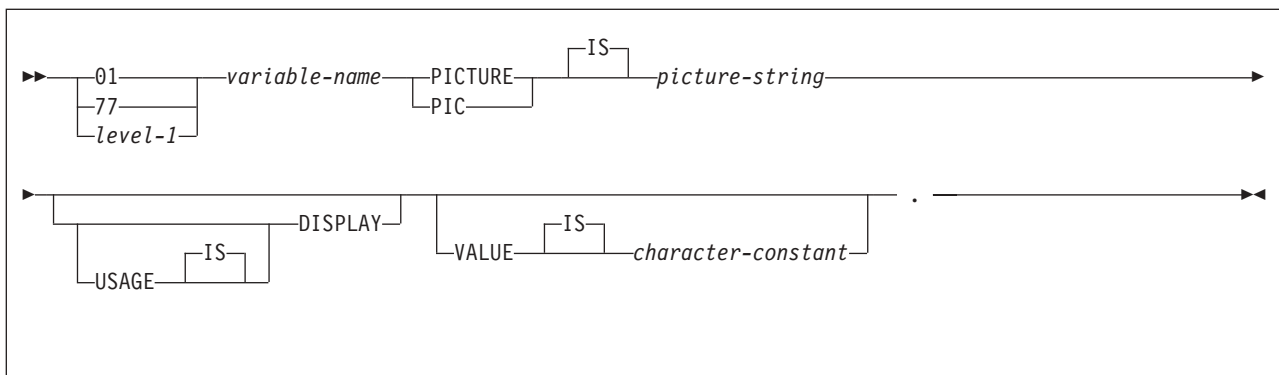 IS
01 variable-name PICTURE picture-string
77 PIC
level-1
DISPLAY .
IS IS
VALUE character-constant
USAGE